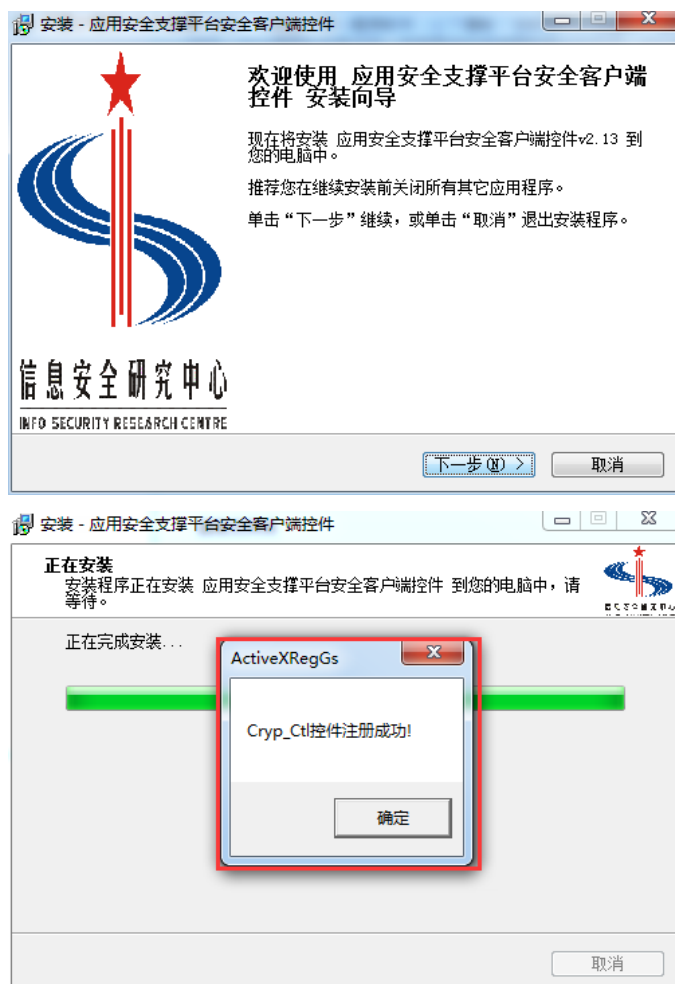 安装 - 应用安全支撑平台安全客户端控件
欢迎使用 应用安全支撑平台安全客户端
控件 安装向导
现在将安装 应用安全支撑平台安全客户端控件v2.13 到
您的电脑中。
推荐您在继续安装前关闭所有其它应用程序。
单击“下一步”继续，或单击“取消”退出安装程序。
信息安全研究中心
INFO SECURITY RESEARCH CENTRE
下一步(N) >
取消
安装 - 应用安全支撑平台安全客户端控件
正在安装
安装程序正在安装 应用安全支撑平台安全客户端控件 到您的电脑中，请
等待。
正在完成安装...
ActiveXRegGs
Cryp_Ctl控件注册成功!
确定
取消